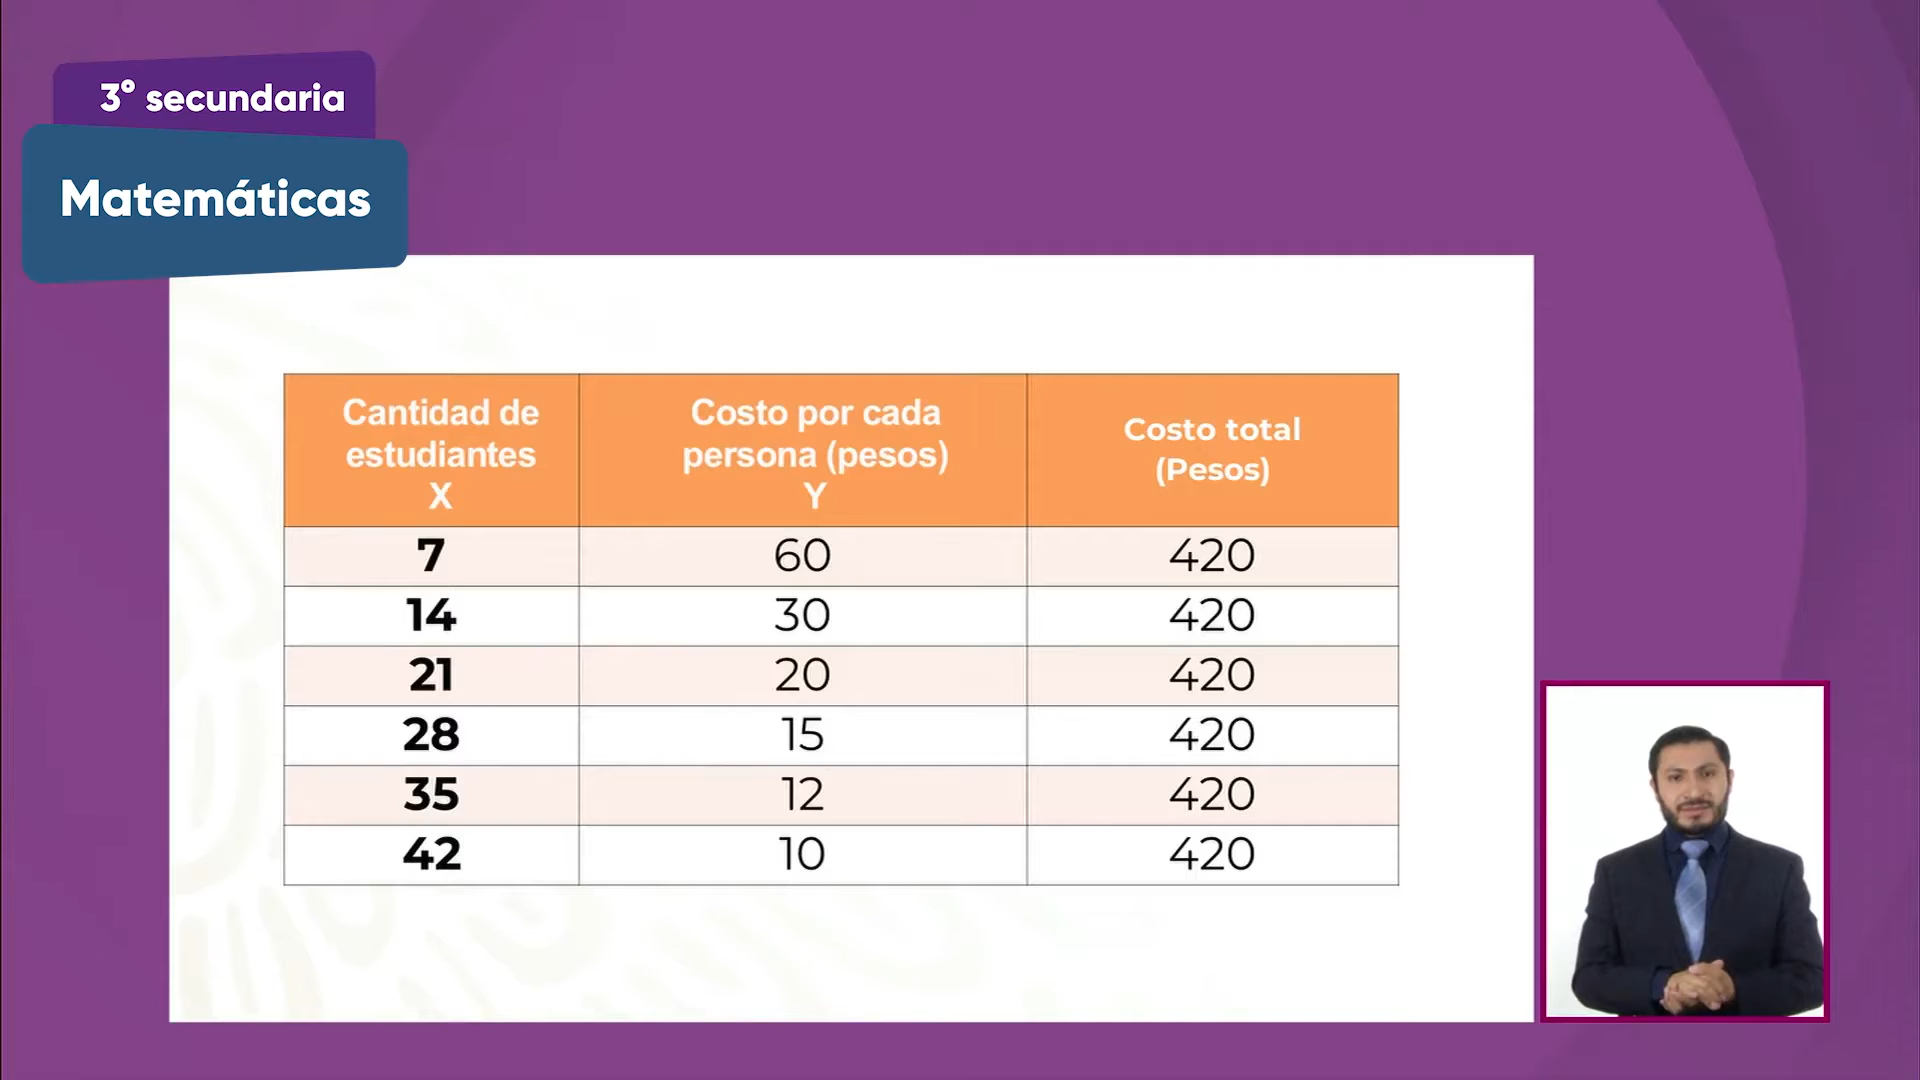 3° secundaria
Matemáticas
Cantidad de
estudiantes
X
Costo por cada
persona (pesos)
Y
Costo total
(Pesos)
7 60 420
14 30 420
21 20 420
28 15 420
35 12 420
42 10 420